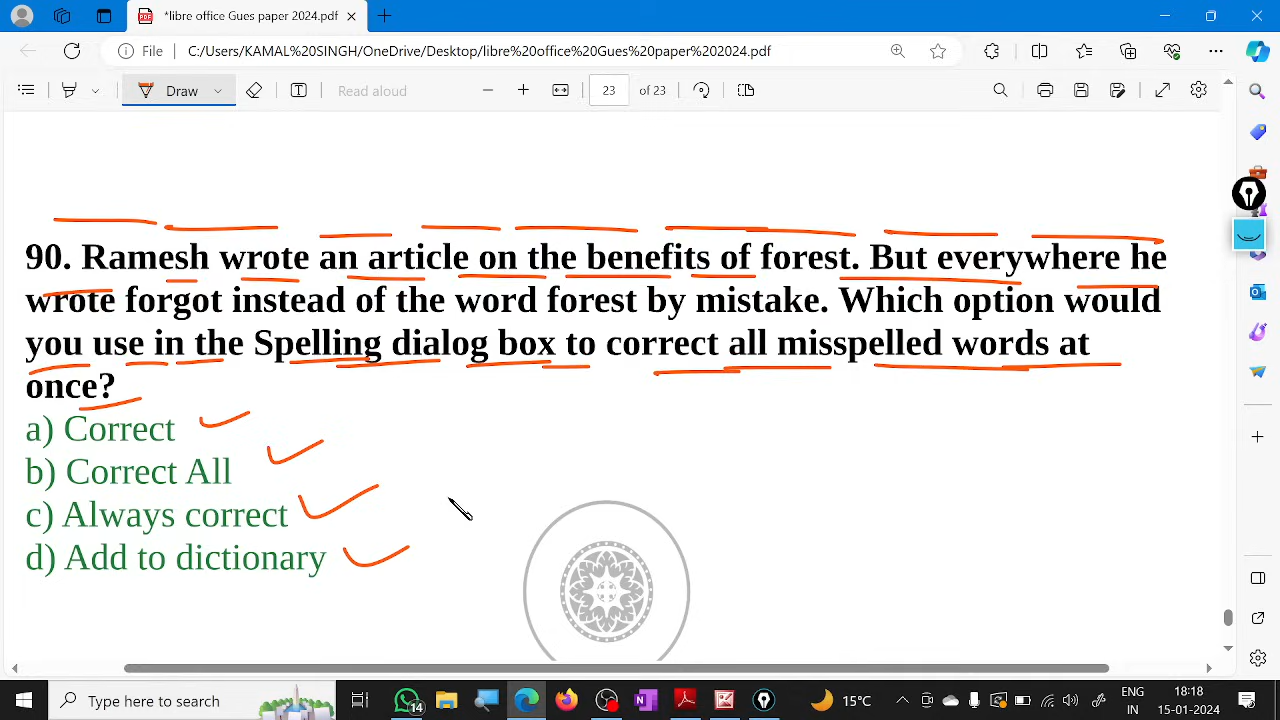 *libre office Gues paper 2024.pdf
File
C:/Users/KAMAL%20SINGH/OneDrive/Desktop/libre%20office%20Gues%20paper%202024.pdf
Draw
Read aloud
23 of 23
90. Ramesh wrote an article on the benefits of forest. But everywhere he
wrote forgot instead of the word forest by mistake. Which option would
you use in the Spelling dialog box to correct all misspelled words at
once?
a) Correct
b) Correct All
c) Always correct
d) Add to dictionary
Type here to search
14
15°C
ENG
IN
18:18
15-01-2024